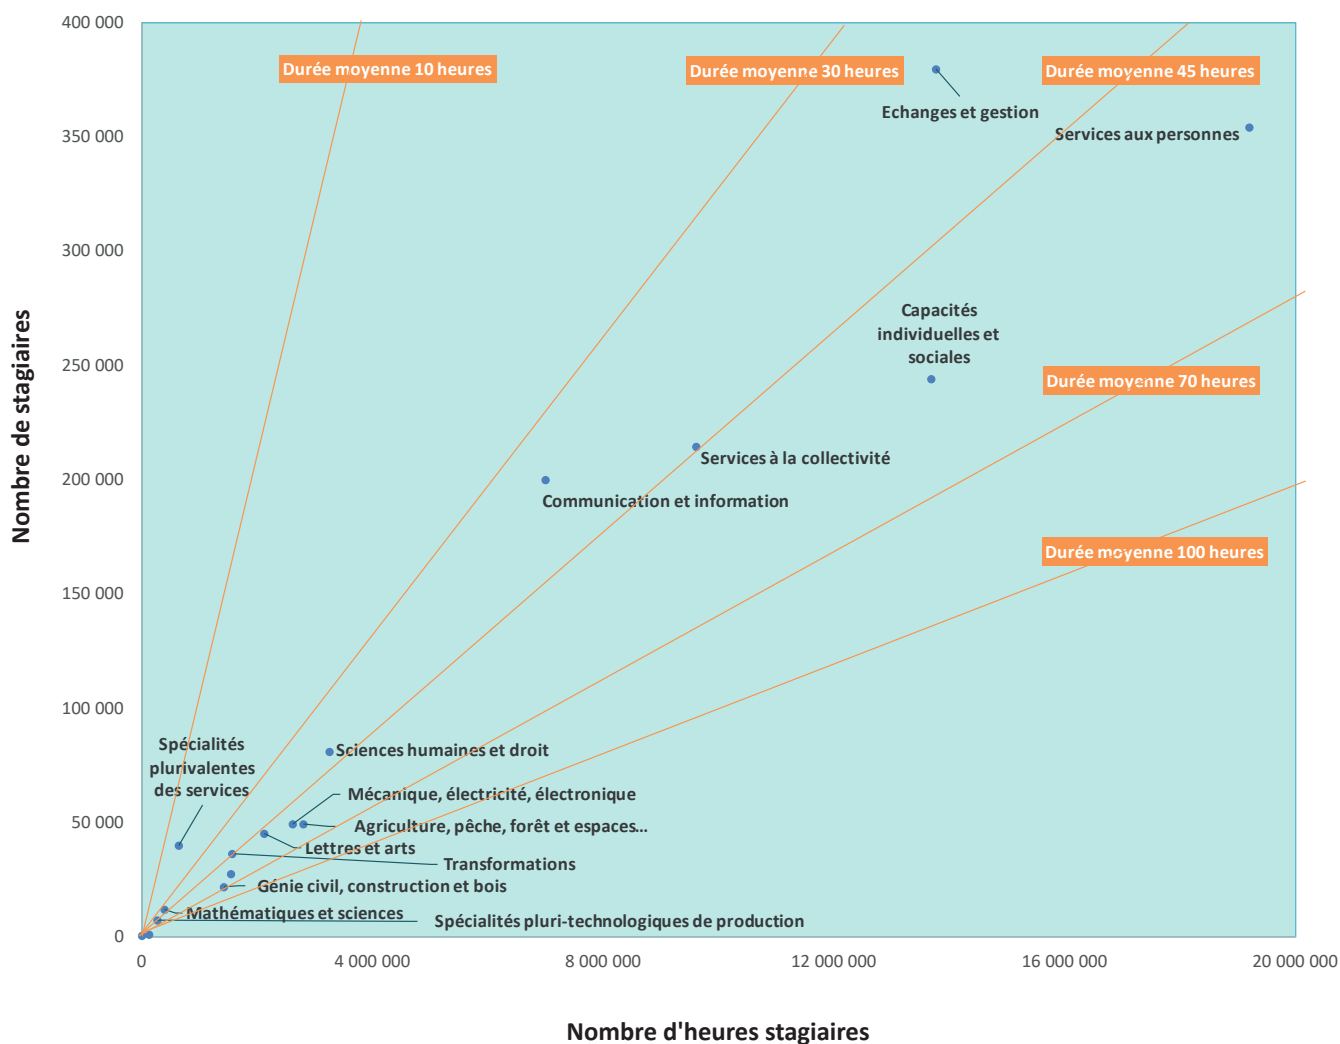 400 000
350 000
300 000
250 000
200 000
150 000
100 000
50 000
0
Nombre de stagiaires
Durée moyenne 10 heures
Durée moyenne 30 heures
Durée moyenne 45 heures
Echanges et gestion
Services aux personnes
Capacités
individuelles et
sociales
Durée moyenne 70 heures
Services à la collectivité
Communication et information
Durée moyenne 100 heures
Spécialités
plurivalentes
des services
Sciences humaines et droit
Mécanique, électricité, électronique
Agriculture, pêche, forêt et espaces...
Lettres et arts
Transformations
Génie civil, construction et bois
Mathématiques et sciences
Spécialités pluri-technologiques de production
0
4 000 000
8 000 000
12 000 000
16 000 000
20 000 000
Nombre d'heures stagiaires